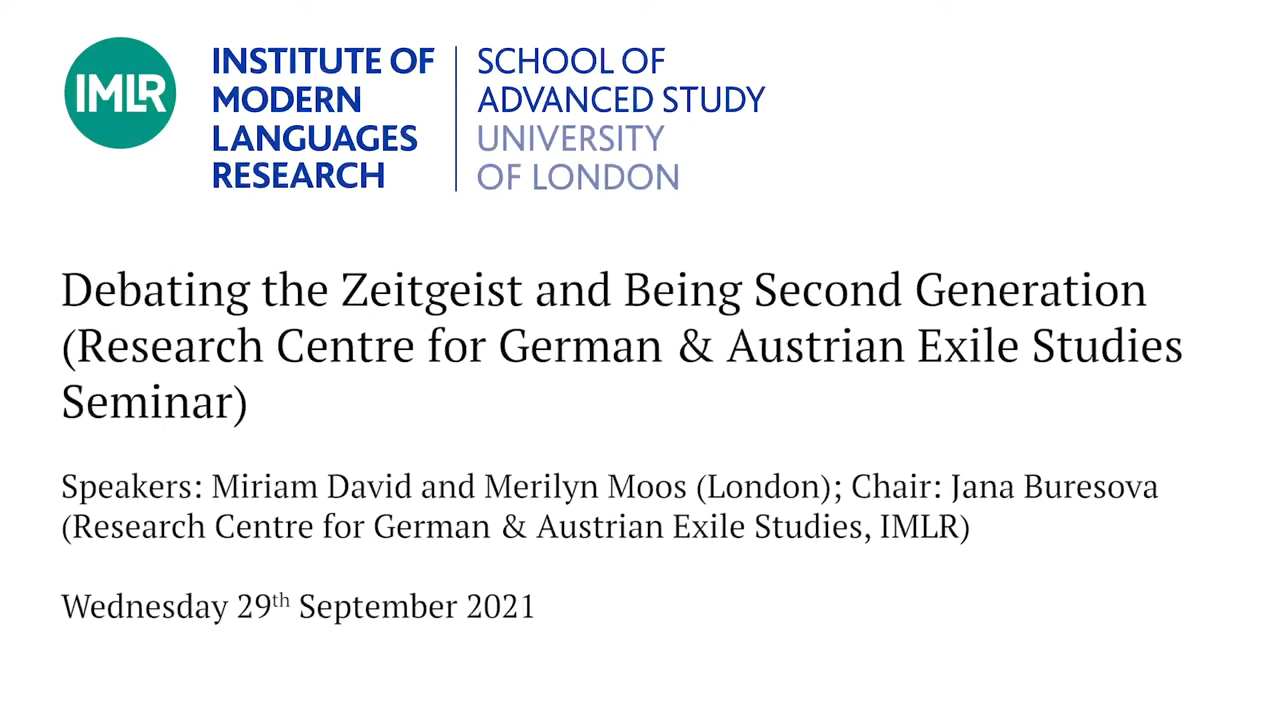 IMLR
INSTITUTE OF
MODERN
LANGUAGES
RESEARCH
SCHOOL OF
ADVANCED STUDY
UNIVERSITY
OF LONDON
Debating the Zeitgeist and Being Second Generation
(Research Centre for German & Austrian Exile Studies
Seminar)
Speakers: Miriam David and Merilyn Moos (London); Chair: Jana Buresova
(Research Centre for German & Austrian Exile Studies, IMLR)
Wednesday 29th September 2021